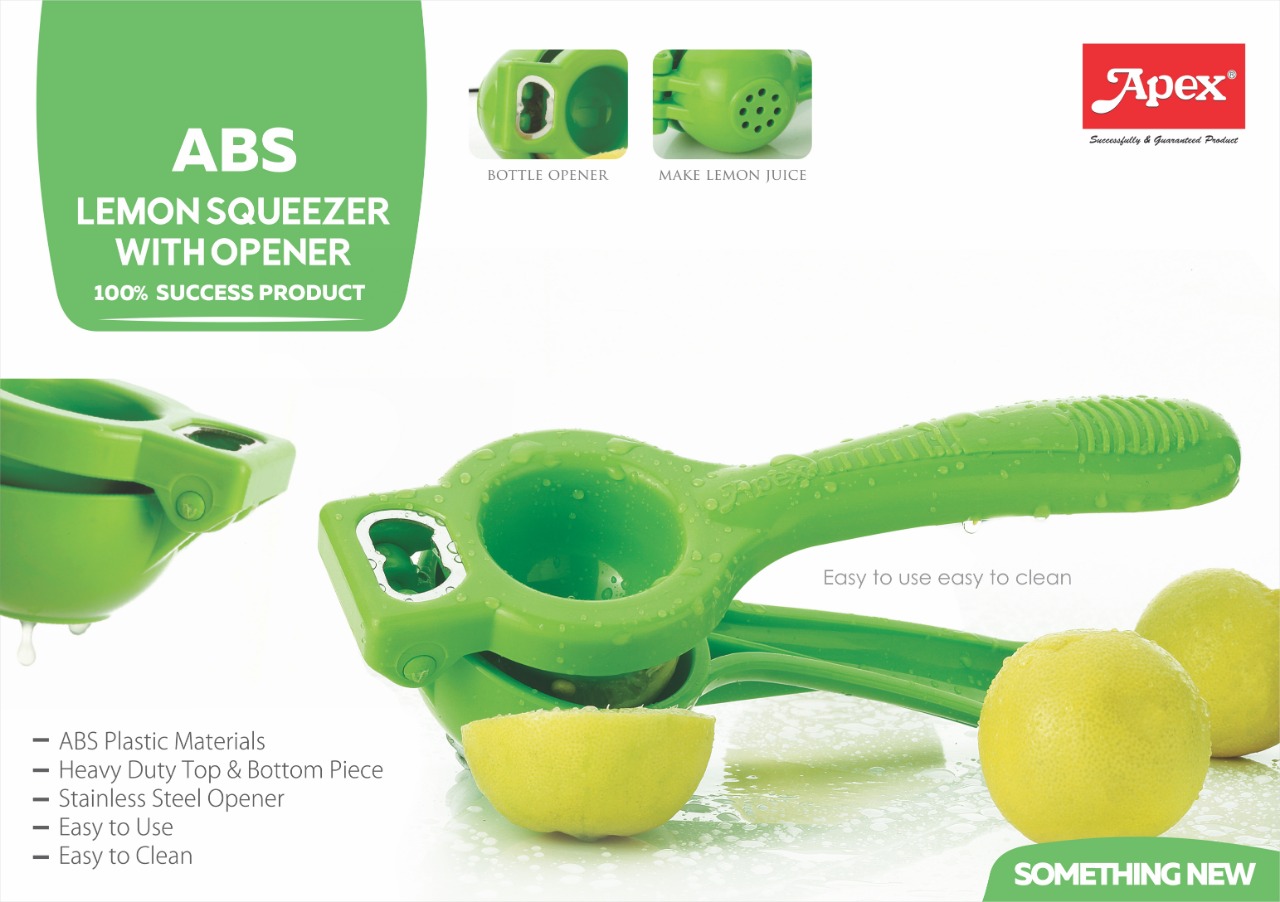 ABS
LEMON SQUEEZER
WITH OPENER
100% SUCCESS PRODUCT
BOTTLE OPENER
MAKE LEMON JUICE
Apex®
Successfully & Guaranteed Product
Apex
Easy to use easy to clean
– ABS Plastic Materials
– Heavy Duty Top & Bottom Piece
– Stainless Steel Opener
– Easy to Use
– Easy to Clean
SOMETHING NEW